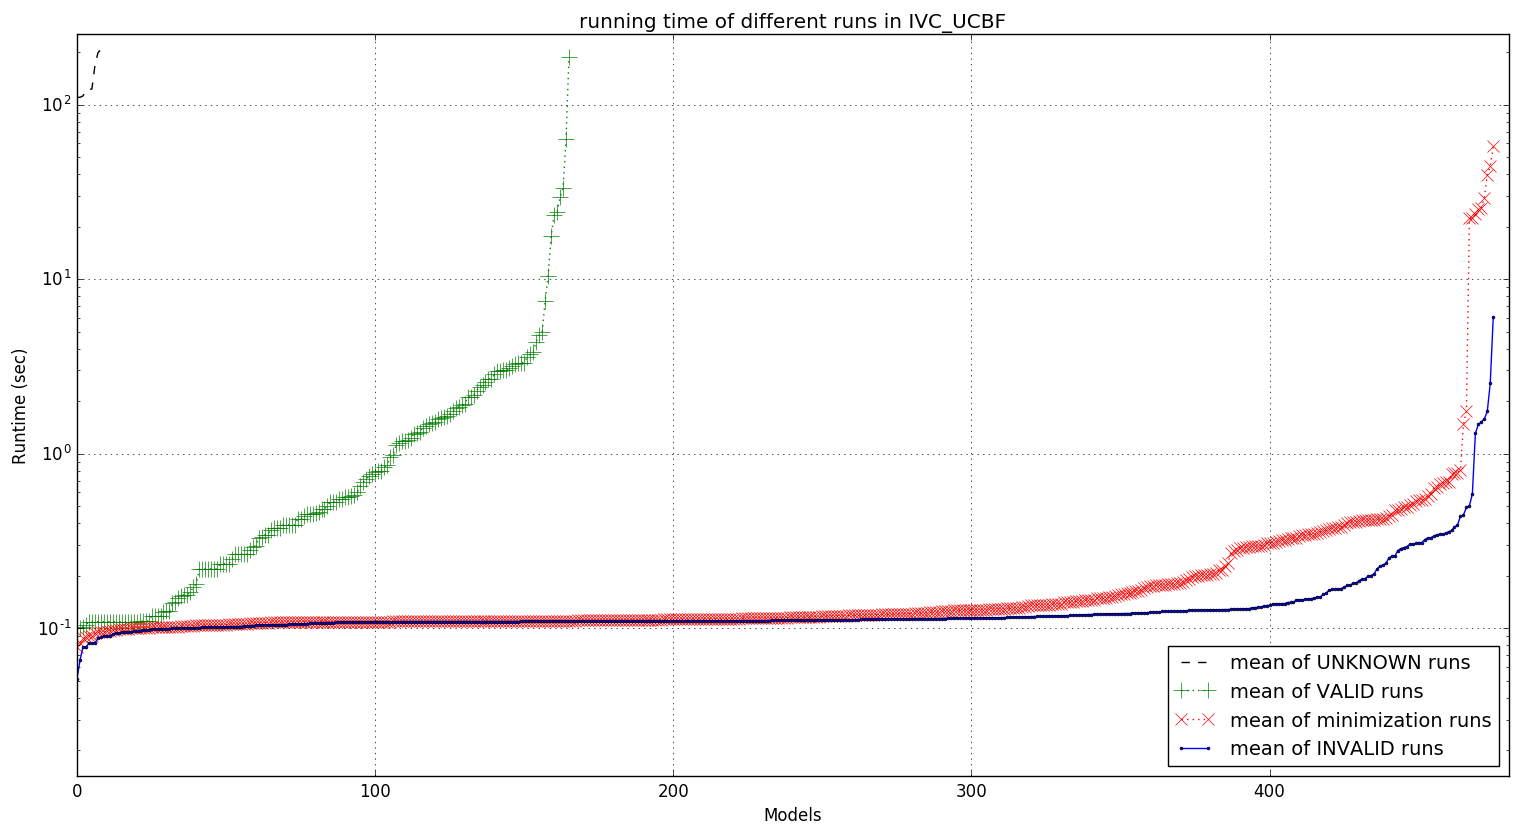 running time of different runs in IVC_UCBF
Runtime (sec)
10^2
10^1
10^0
10^-1
mean of UNKNOWN runs
mean of VALID runs
mean of minimization runs
mean of INVALID runs
0 100 200 300 400
Models